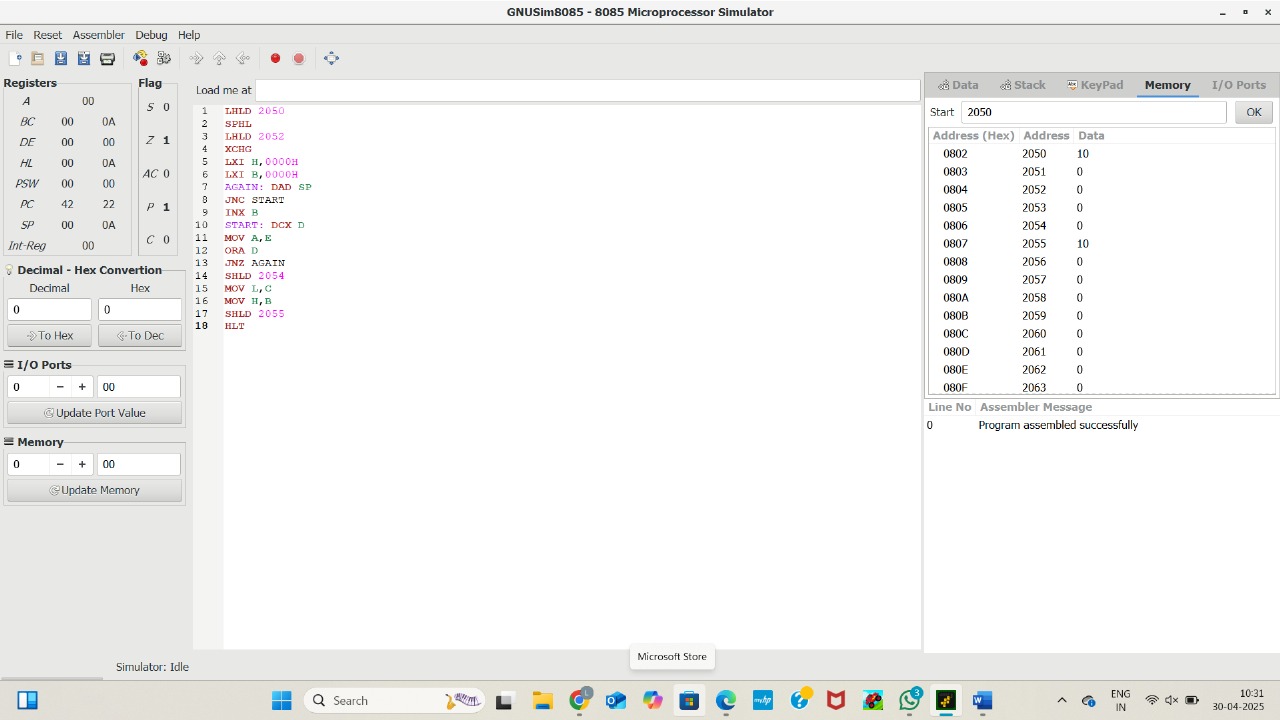 GNUSim8085 - 8085 Microprocessor Simulator
File Reset Assembler Debug Help
Registers
A 00
BC 00 0A
DE 00 00
HL 00 0A
PSW 00 00
PC 42 22
SP 00 0A
Int-Reg 00
Flag
S 0
Z 1
AC 0
P 1
C 0
Decimal - Hex Convertion
Decimal Hex
0 0
To Hex To Dec
I/O Ports
0 − + 00
Update Port Value
Memory
0 − + 00
Update Memory
Load me at
1 LHLD 2050
2 SPHL
3 LHLD 2052
4 XCHG
5 LXI H,0000H
6 LXI B,0000H
7 AGAIN: DAD SP
8 JNC START
9 INX B
10 START: DCX D
11 MOV A,E
12 ORA D
13 JNZ AGAIN
14 SHLD 2054
15 MOV L,C
16 MOV H,B
17 SHLD 2055
18 HLT
Data Stack KeyPad Memory I/O Ports
Start 2050 OK
Address (Hex) Address Data
0802 2050 10
0803 2051 0
0804 2052 0
0805 2053 0
0806 2054 0
0807 2055 10
0808 2056 0
0809 2057 0
080A 2058 0
080B 2059 0
080C 2060 0
080D 2061 0
080E 2062 0
080F 2063 0
Line No Assembler Message
0 Program assembled successfully
Simulator: Idle
Microsoft Store
Search
L
3
ENG
IN
10:31
30-04-2025